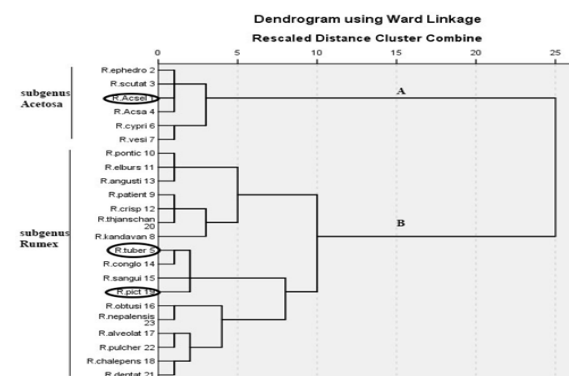 Dendrogram using Ward Linkage
Rescaled Distance Cluster Combine
0 5 10 15 20 25
subgenus
Acetosa
R.ephedro 2
R.scutat 3
R.Acsel 1
R.Acsa 4
R.cypri 6
R.vesi 7
A
subgenus
Rumex
R.pontic 10
R.elburs 11
R.angusti 13
R.patient 9
R.crisp 12
R.thjanschan
20
R.kandavan 8
R.tuber 5
R.conglo 14
R.sangui 15
R.pict 19
R.obtusi 16
R.nepalensis
23
R.alveolat 17
R.pulcher 22
R.chalepens 18
R.dentat 21
B